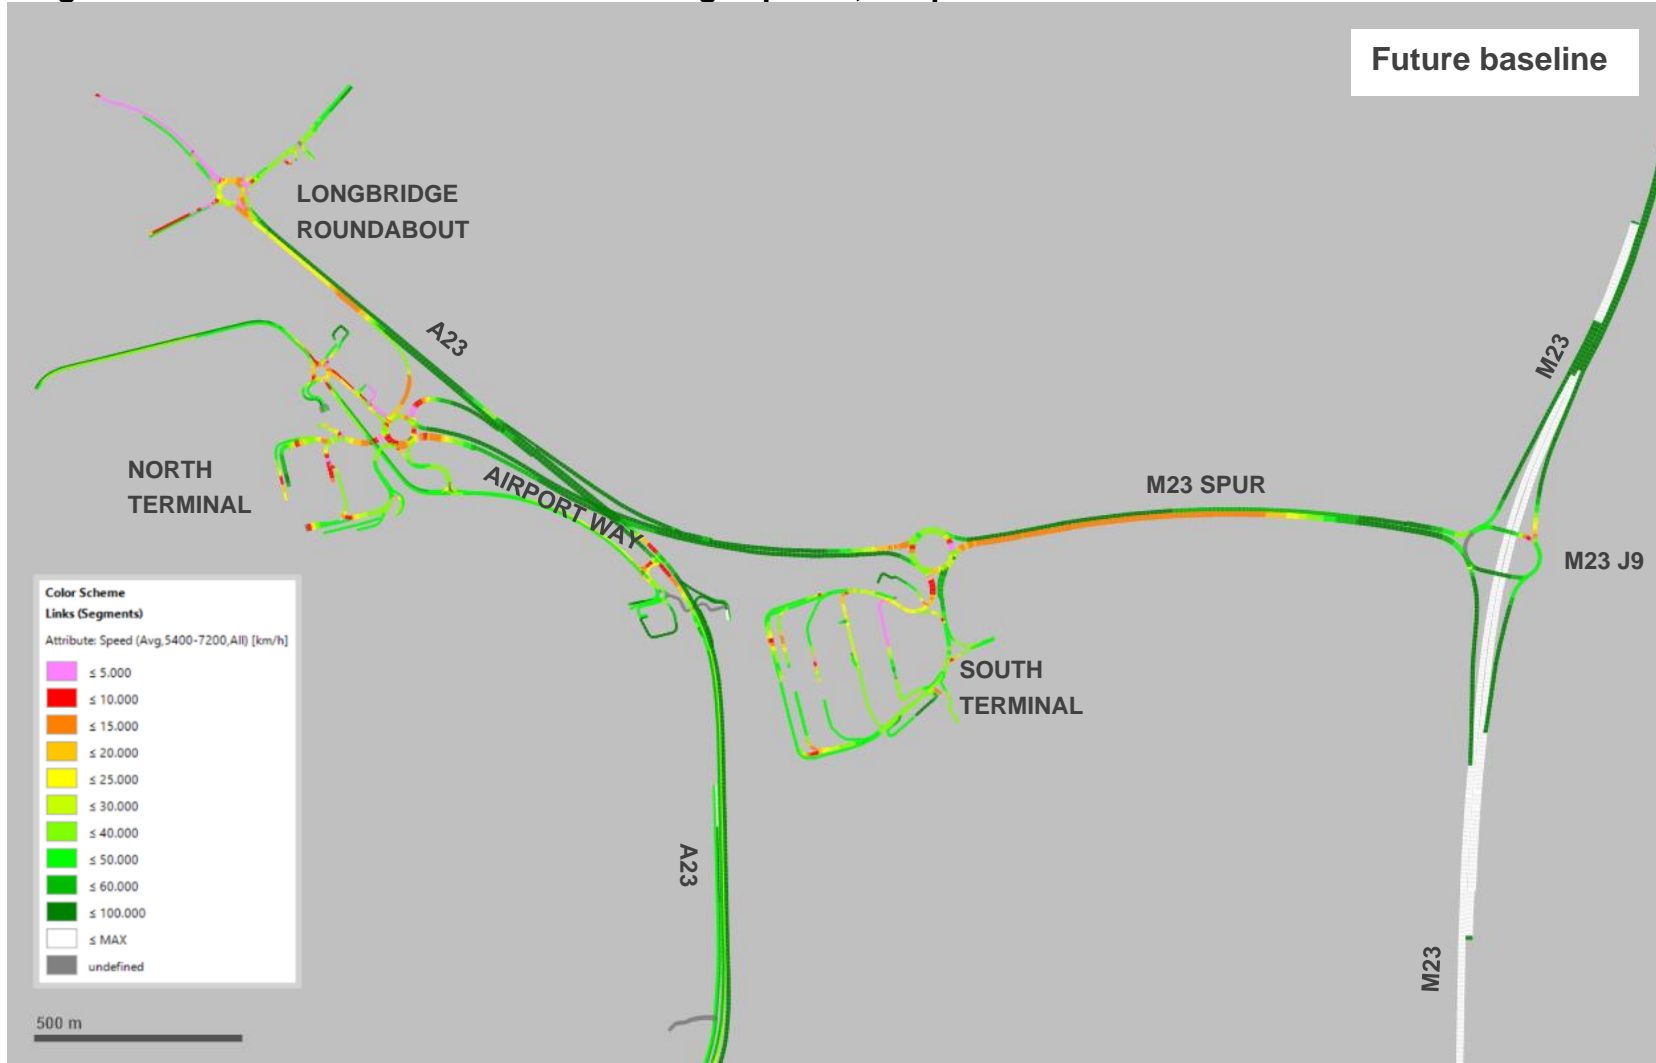 Future baseline
LONGBRIDGE
ROUNDABOUT
A23
M23
NORTH
TERMINAL
AIRPORT WAY
M23 SPUR
M23 J9
SOUTH
TERMINAL
A23
M23
Color Scheme
Links (Segments)
Attribute: Speed (Avg,5400-7200,All) [km/h]
≤ 5.000
≤ 10.000
≤ 15.000
≤ 20.000
≤ 25.000
≤ 30.000
≤ 40.000
≤ 50.000
≤ 60.000
≤ 100.000
≤ MAX
undefined
500 m